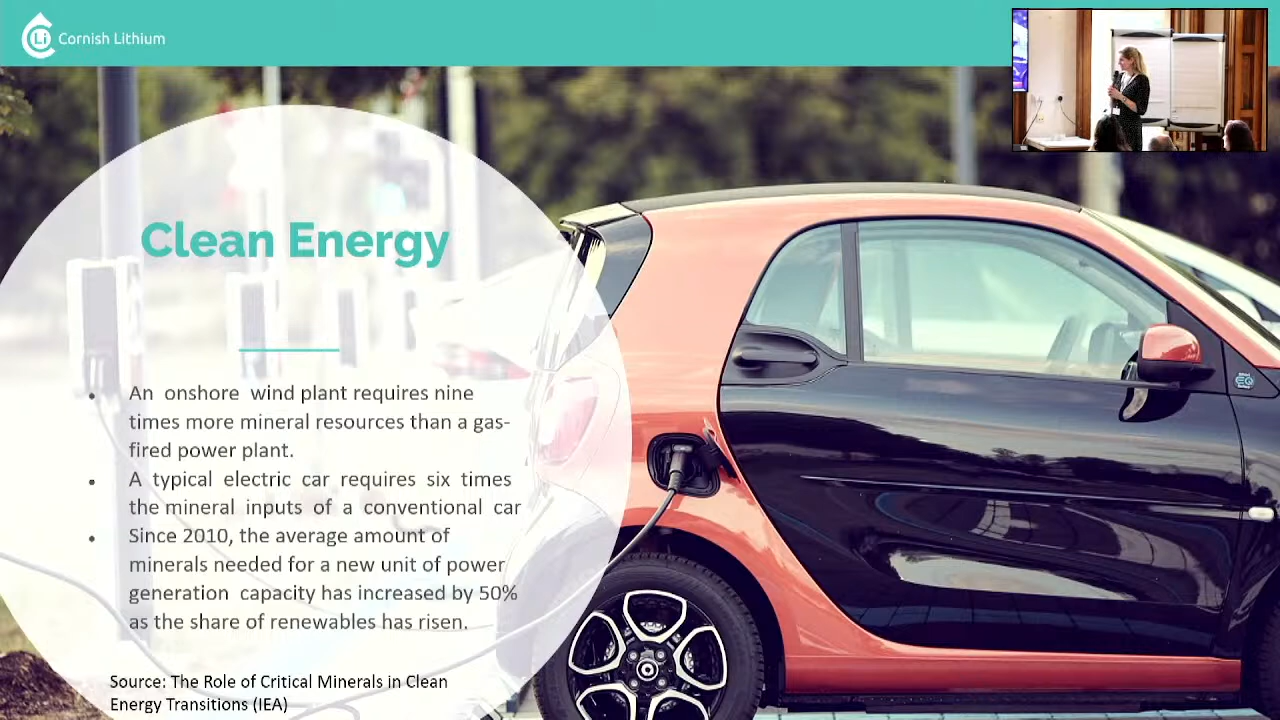 Li Cornish Lithium
Clean Energy
An onshore wind plant requires nine
times more mineral resources than a gas-
fired power plant.
A typical electric car requires six times
the mineral inputs of a conventional car
Since 2010, the average amount of
minerals needed for a new unit of power
generation capacity has increased by 50%
as the share of renewables has risen.
Source: The Role of Critical Minerals in Clean
Energy Transitions (IEA)
EQ